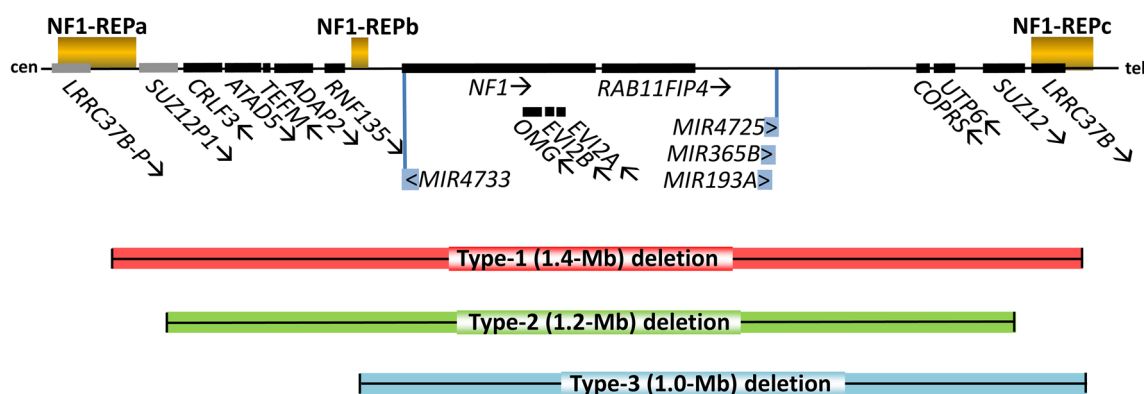 NF1-REPa
NF1-REPb
NF1-REPc
cen
tel
LRRC37B-P→
SUZ12P1→
CRLF3←
ATAD5→
TEFM←
ADAP2→
RNF135→
NF1→
OMG←
EVI2B←
EVI2A←
RAB11FIP4→
<MIR4733
MIR4725>
MIR365B>
MIR193A>
COPRS←
UTP6←
SUZ12→
LRRC37B→
Type-1 (1.4-Mb) deletion
Type-2 (1.2-Mb) deletion
Type-3 (1.0-Mb) deletion